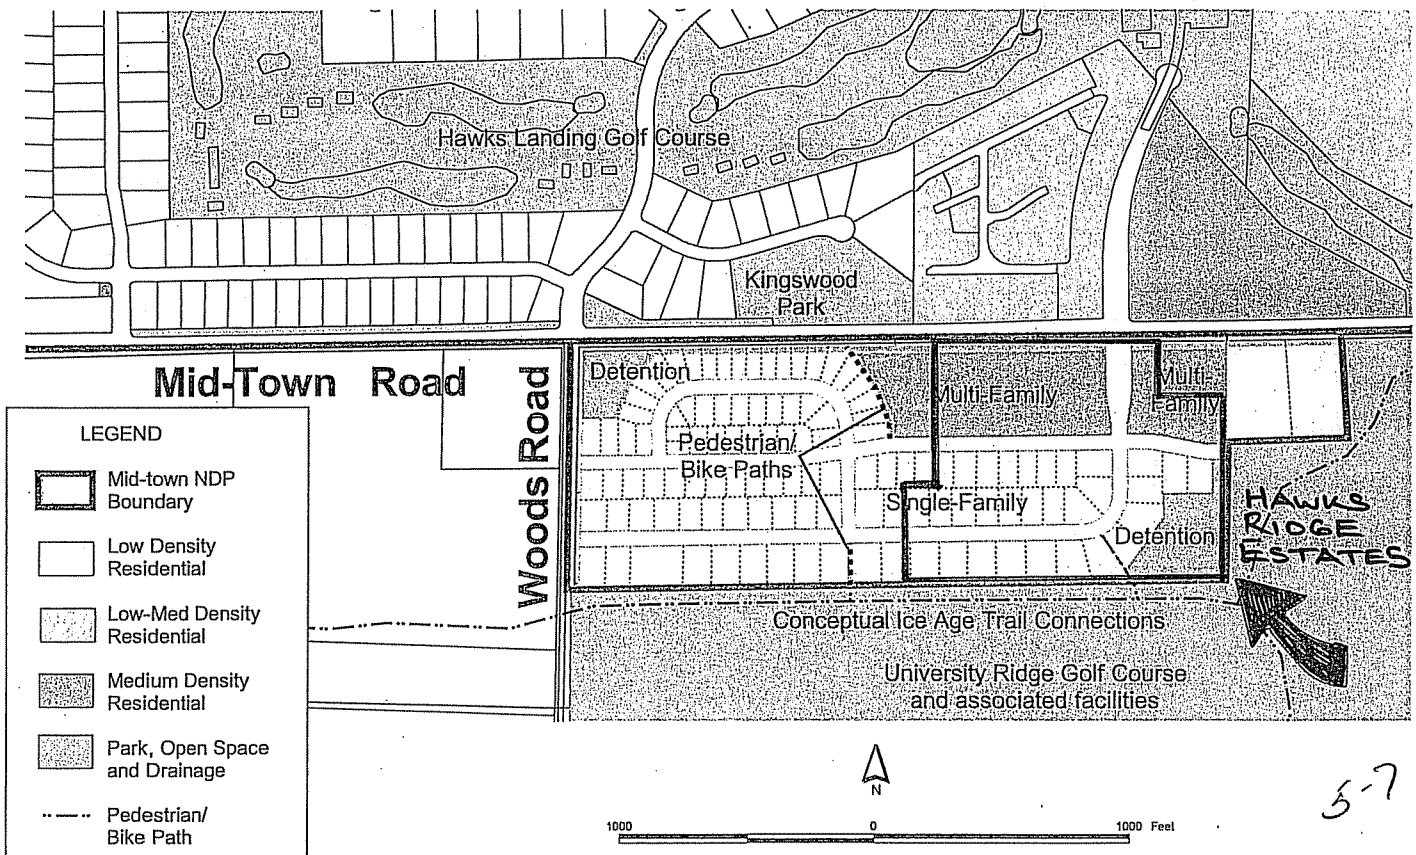 Hawks Landing Golf Course
Kingswood
Park
Mid-Town Road
Woods Road
Detention
Multi-Family
Multi-
Family
Pedestrian/
Bike Paths
Single-Family
Detention
HAWKS
RIDGE
ESTATES
Conceptual Ice Age Trail Connections
University Ridge Golf Course
and associated facilities
LEGEND
Mid-town NDP
Boundary
Low Density
Residential
Low-Med Density
Residential
Medium Density
Residential
Park, Open Space
and Drainage
Pedestrian/
Bike Path
N
1000 0 1000 Feet
5-7